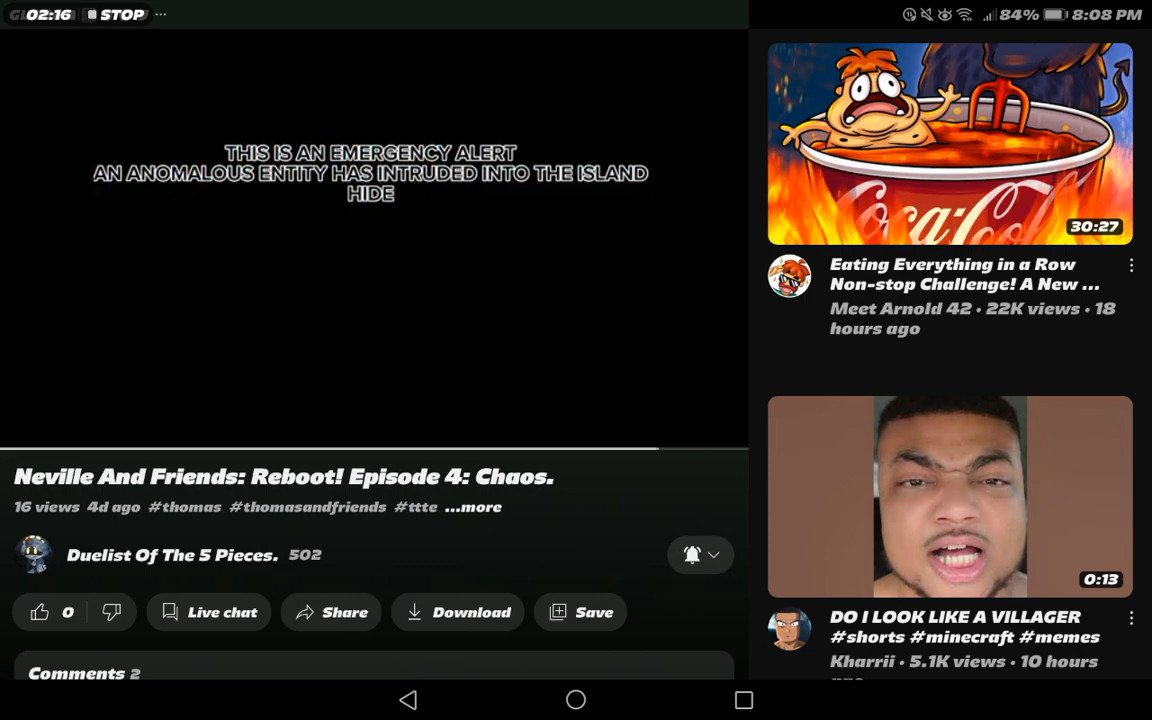 02:16 STOP ...
84% 8:08 PM
THIS IS AN EMERGENCY ALERT
AN ANOMALOUS ENTITY HAS INTRUDED INTO THE ISLAND
HIDE
Neville And Friends: Reboot! Episode 4: Chaos.
16 views 4d ago #thomas #thomasandfriends #ttte ...more
Duelist Of The 5 Pieces. 502
0
Live chat
Share
Download
Save
Comments 2
Coca-Col
30:27
Eating Everything in a Row
Non-stop Challenge! A New ...
Meet Arnold 42 • 22K views • 18
hours ago
0:13
DO I LOOK LIKE A VILLAGER
#shorts #minecraft #memes
Kharrii • 5.1K views • 10 hours